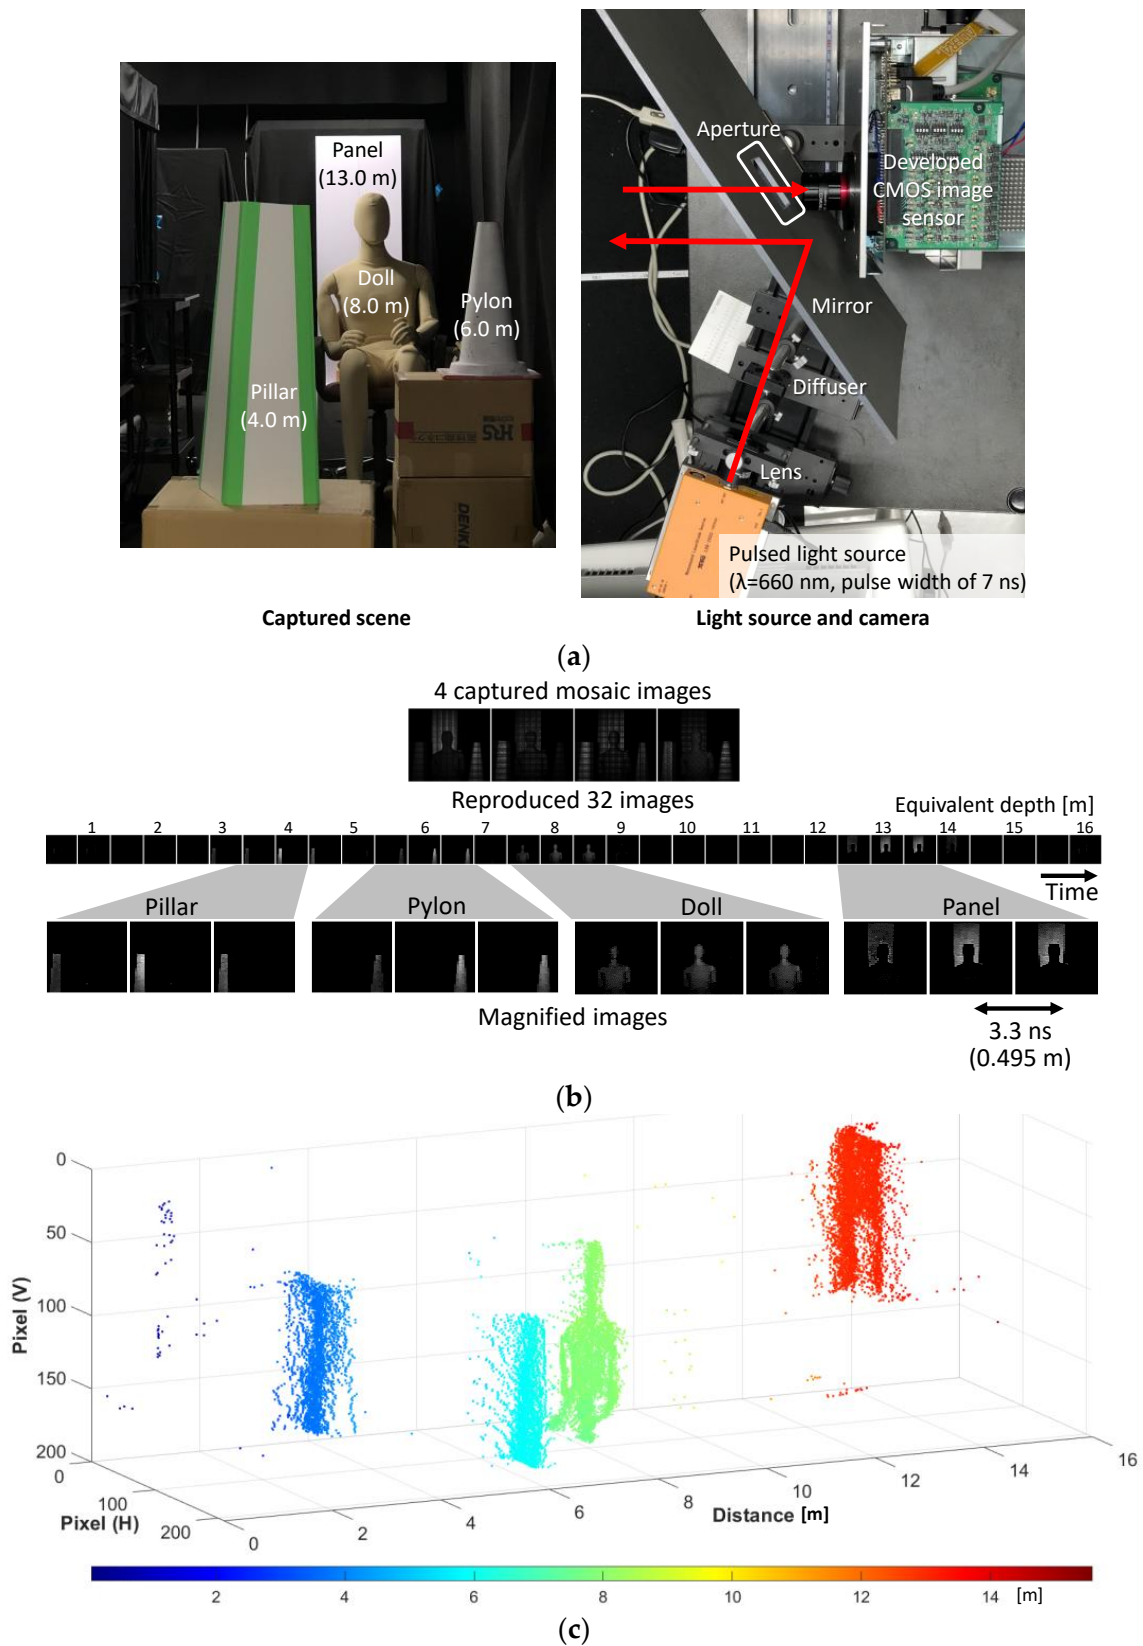 Panel
(13.0 m)
Doll
(8.0 m)
Pylon
(6.0 m)
Pillar
(4.0 m)
HRS
DENK
Aperture
Developed
CMOS image
sensor
Mirror
Diffuser
Lens
Pulsed light source
(λ=660 nm, pulse width of 7 ns)
Captured scene
Light source and camera
(a)
4 captured mosaic images
Reproduced 32 images
Equivalent depth [m]
1 2 3 4 5 6 7 8 9 10 11 12 13 14 15 16
Time
Pillar
Pylon
Doll
Panel
Magnified images
3.3 ns
(0.495 m)
(b)
0
50
100
150
200
Pixel (V)
0
100
200
Pixel (H)
0 2 4 6 8 10 12 14 16
Distance [m]
2 4 6 8 10 12 14 [m]
(c)